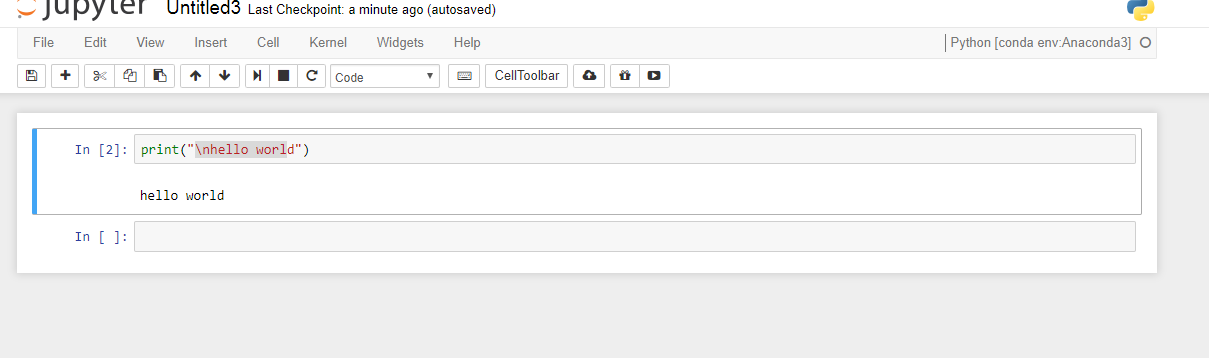 jupyter Untitled3 Last Checkpoint: a minute ago (autosaved)
File Edit View Insert Cell Kernel Widgets Help Python [conda env:Anaconda3]
Code CellToolbar
In [2]: print("\nhello world")
hello world
In [ ]: